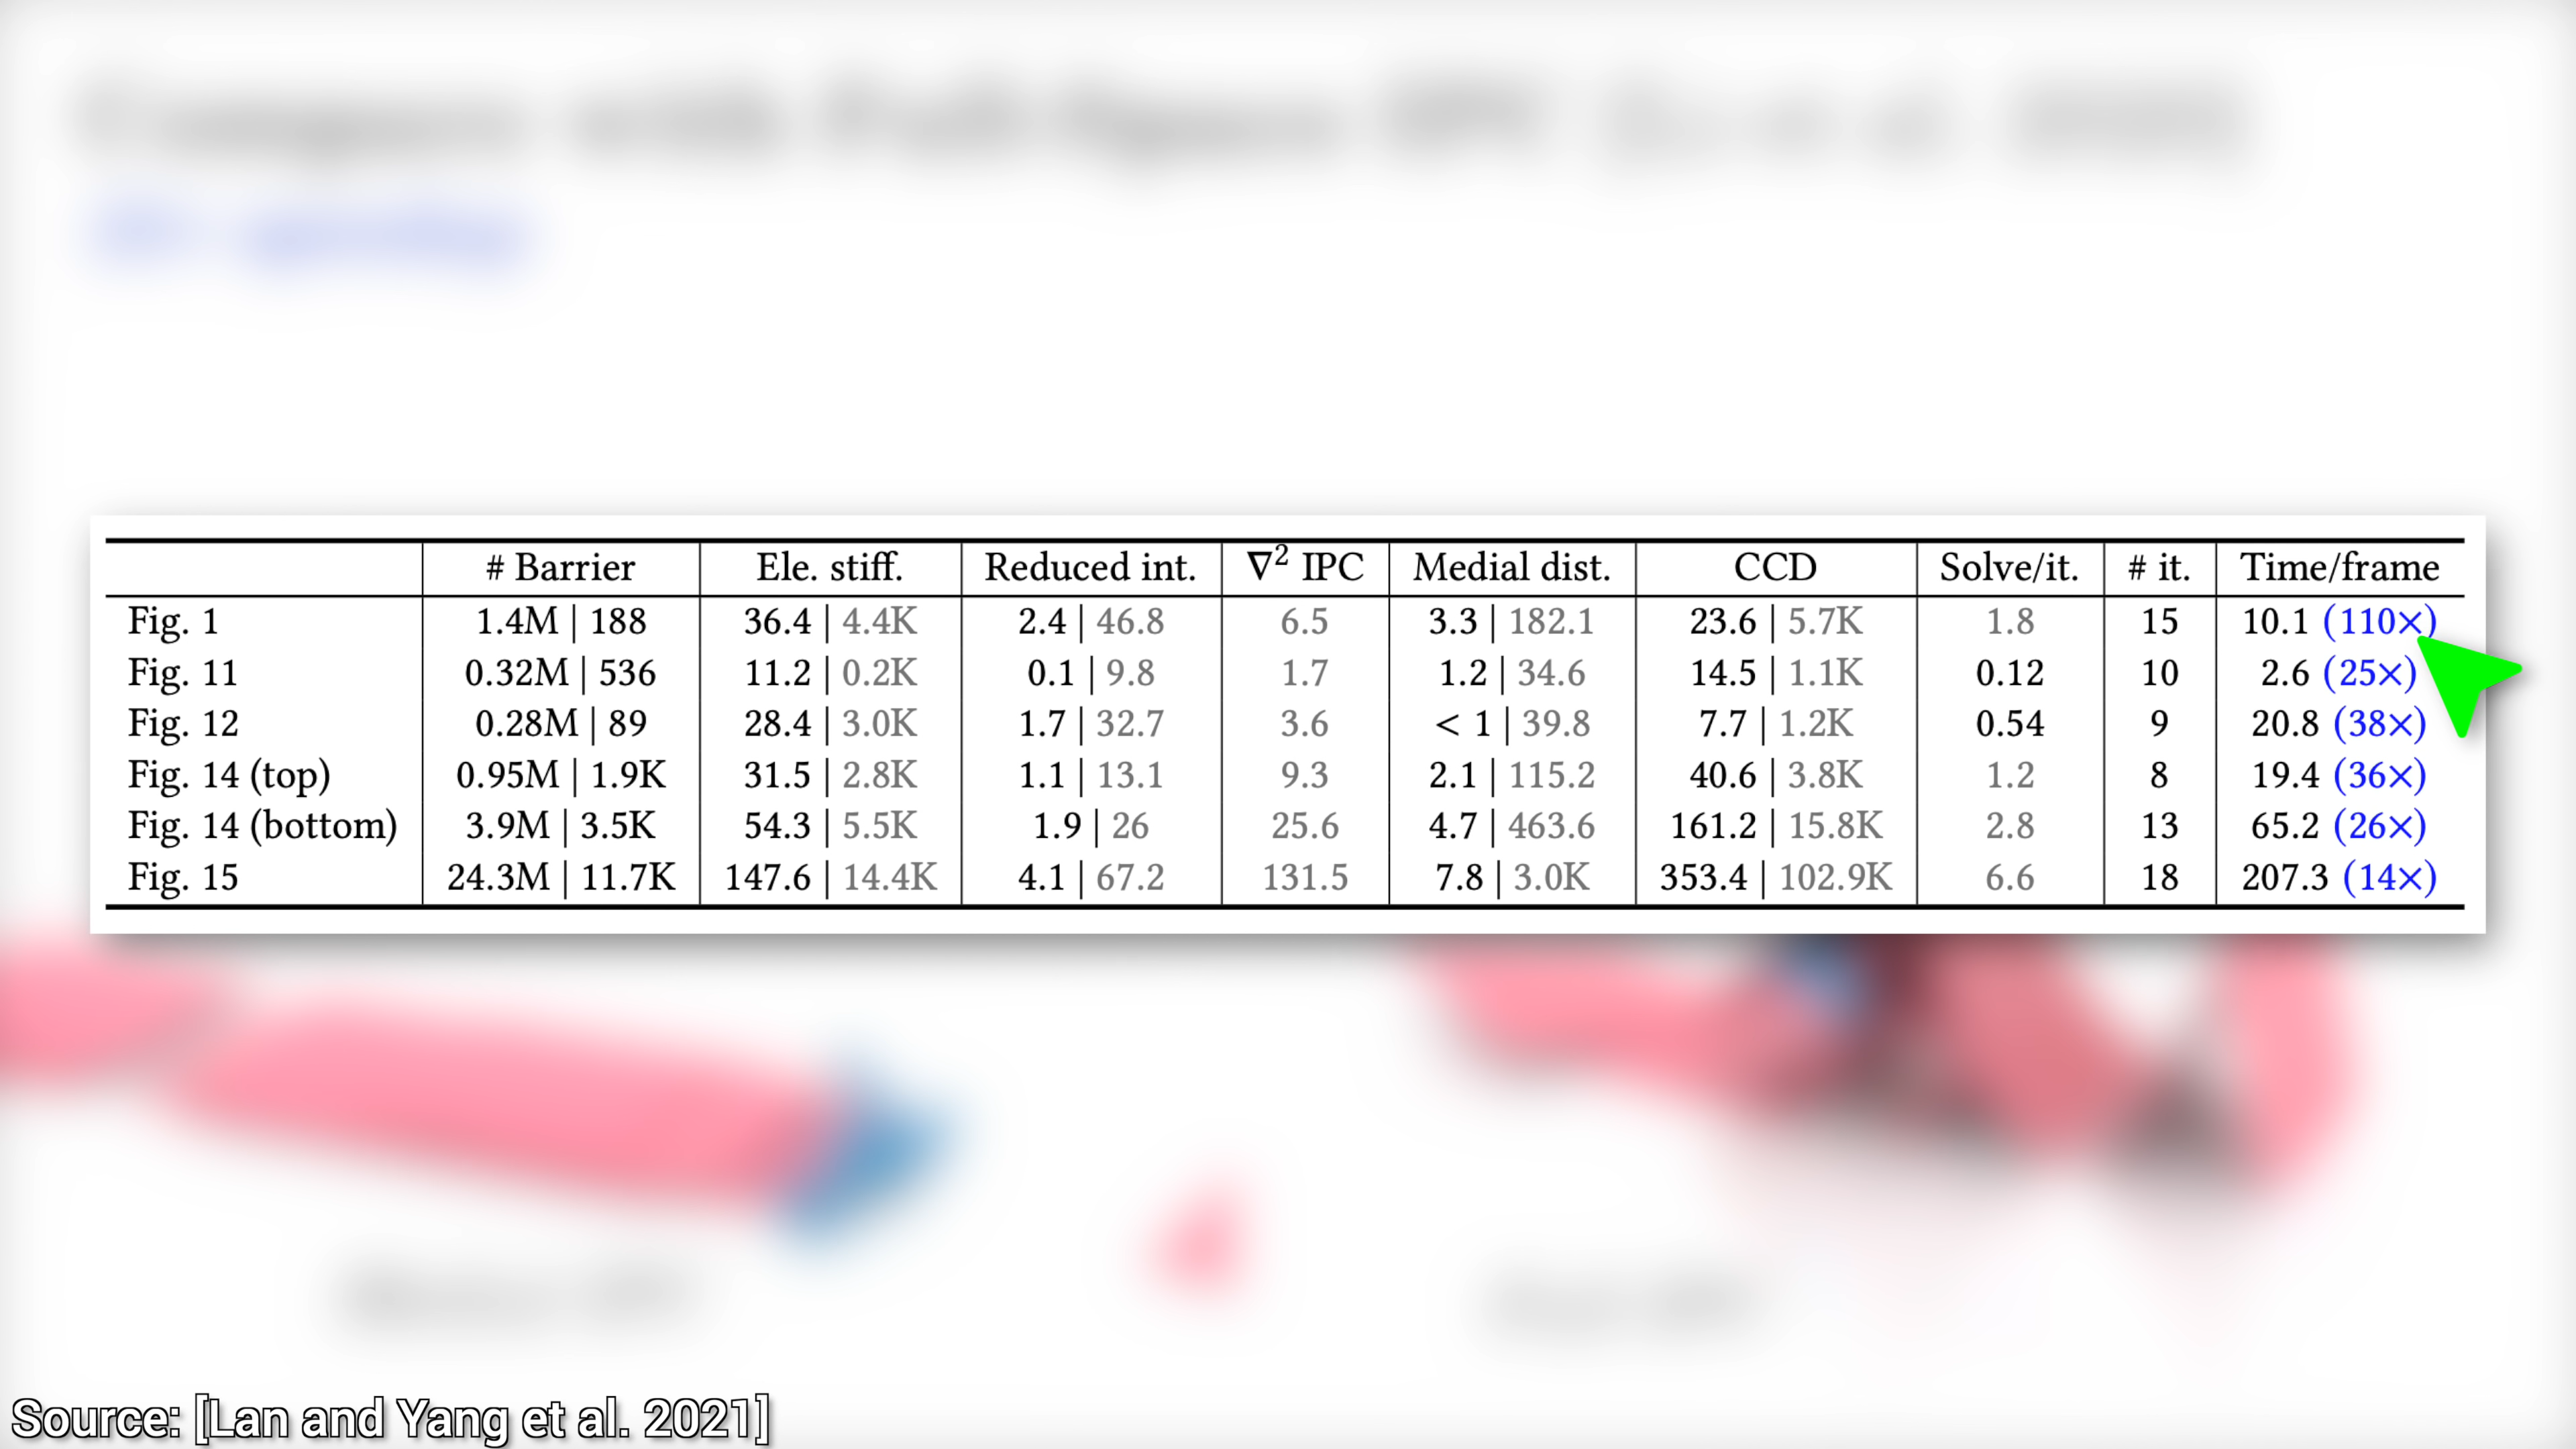 # Barrier | Ele. stiff. | Reduced int. | ∇² IPC | Medial dist. | CCD | Solve/it. | # it. | Time/frame
Fig. 1 | 1.4M | 188 | 36.4 | 4.4K | 2.4 | 46.8 | 6.5 | 3.3 | 182.1 | 23.6 | 5.7K | 1.8 | 15 | 10.1 (110×)
Fig. 11 | 0.32M | 536 | 11.2 | 0.2K | 0.1 | 9.8 | 1.7 | 1.2 | 34.6 | 14.5 | 1.1K | 0.12 | 10 | 2.6 (25×)
Fig. 12 | 0.28M | 89 | 28.4 | 3.0K | 1.7 | 32.7 | 3.6 | < 1 | 39.8 | 7.7 | 1.2K | 0.54 | 9 | 20.8 (38×)
Fig. 14 (top) | 0.95M | 1.9K | 31.5 | 2.8K | 1.1 | 13.1 | 9.3 | 2.1 | 115.2 | 40.6 | 3.8K | 1.2 | 8 | 19.4 (36×)
Fig. 14 (bottom) | 3.9M | 3.5K | 54.3 | 5.5K | 1.9 | 26 | 25.6 | 4.7 | 463.6 | 161.2 | 15.8K | 2.8 | 13 | 65.2 (26×)
Fig. 15 | 24.3M | 11.7K | 147.6 | 14.4K | 4.1 | 67.2 | 131.5 | 7.8 | 3.0K | 353.4 | 102.9K | 6.6 | 18 | 207.3 (14×)
Source: [Lan and Yang et al. 2021]